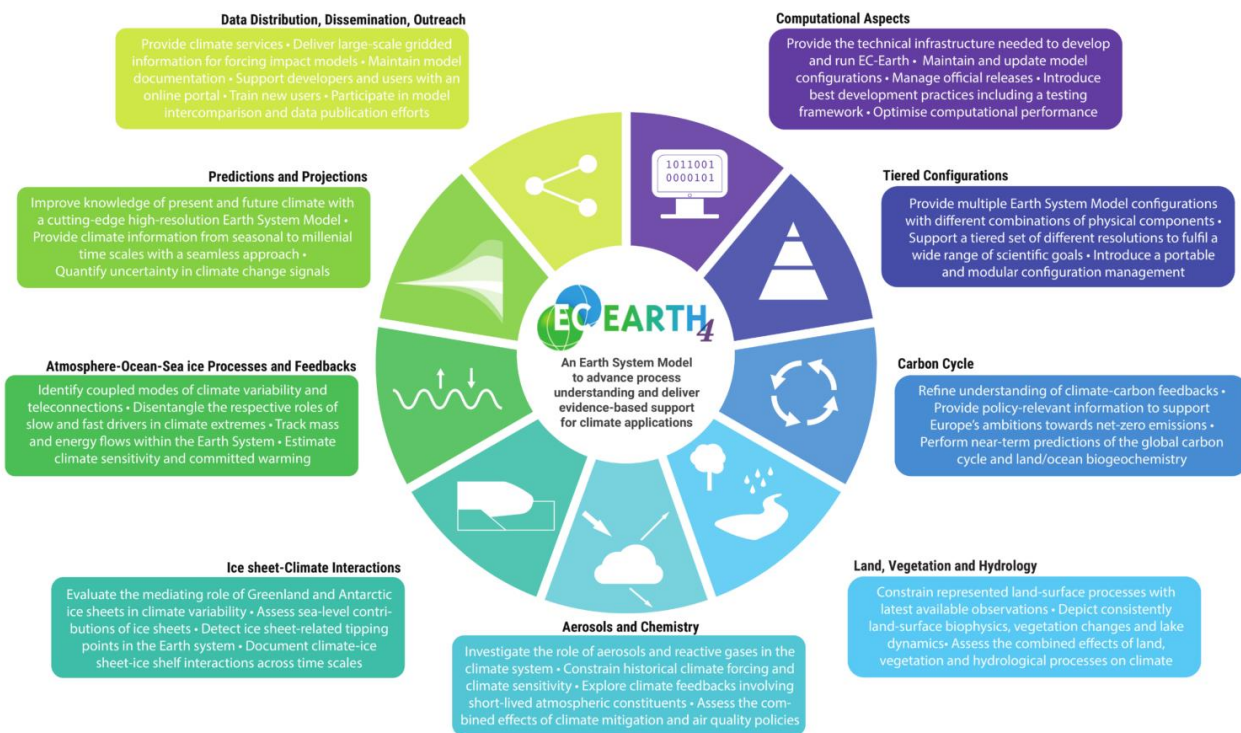 Data Distribution, Dissemination, Outreach
Provide climate services • Deliver large-scale gridded
information for forcing impact models • Maintain model
documentation • Support developers and users with an
online portal • Train new users • Participate in model
intercomparison and data publication efforts
Computational Aspects
Provide the technical infrastructure needed to develop
and run EC-Earth • Maintain and update model
configurations • Manage official releases • Introduce
best development practices including a testing
framework • Optimise computational performance
1011001
0000101
Predictions and Projections
Improve knowledge of present and future climate with
a cutting-edge high-resolution Earth System Model •
Provide climate information from seasonal to millenial
time scales with a seamless approach •
Quantify uncertainty in climate change signals
Tiered Configurations
Provide multiple Earth System Model configurations
with different combinations of physical components •
Support a tiered set of different resolutions to fulfil a
wide range of scientific goals • Introduce a portable
and modular configuration management
EC EARTH 4
An Earth System Model
to advance process
understanding and deliver
evidence-based support
for climate applications
Atmosphere-Ocean-Sea ice Processes and Feedbacks
Identify coupled modes of climate variability and
teleconnections • Disentangle the respective roles of
slow and fast drivers in climate extremes • Track mass
and energy flows within the Earth System • Estimate
climate sensitivity and committed warming
Carbon Cycle
Refine understanding of climate-carbon feedbacks •
Provide policy-relevant information to support
Europe's ambitions towards net-zero emissions •
Perform near-term predictions of the global carbon
cycle and land/ocean biogeochemistry
Ice sheet-Climate Interactions
Evaluate the mediating role of Greenland and Antarctic
ice sheets in climate variability • Assess sea-level contri-
butions of ice sheets • Detect ice sheet-related tipping
points in the Earth system • Document climate-ice
sheet-ice shelf interactions across time scales
Aerosols and Chemistry
Investigate the role of aerosols and reactive gases in the
climate system • Constrain historical climate forcing and
climate sensitivity • Explore climate feedbacks involving
short-lived atmospheric constituents • Assess the com-
bined effects of climate mitigation and air quality policies
Land, Vegetation and Hydrology
Constrain represented land-surface processes with
latest available observations • Depict consistently
land-surface biophysics, vegetation changes and lake
dynamics• Assess the combined effects of land,
vegetation and hydrological processes on climate